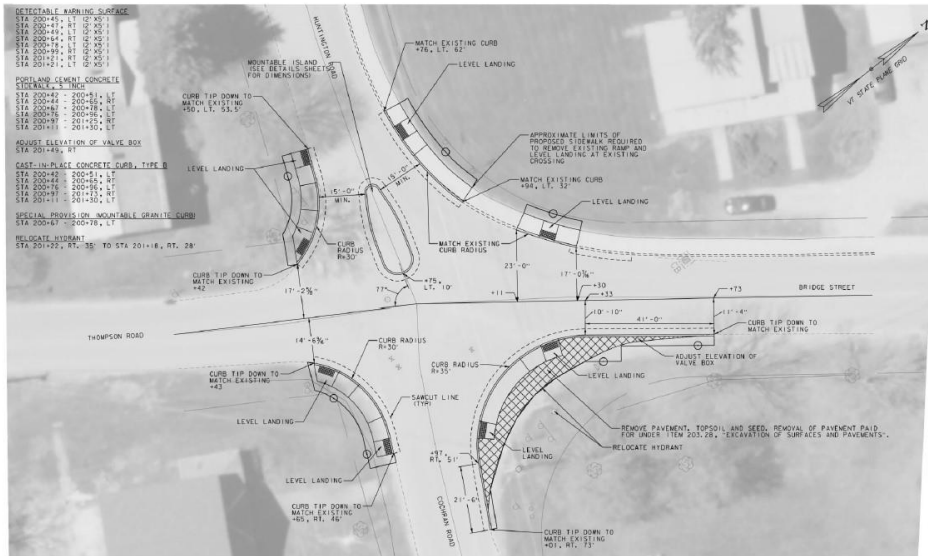 DETECTABLE WARNING SURFACE
STA 200+45, LT (2'X5')
STA 200+47, RT (2'X5')
STA 200+49, LT (2'X5')
STA 200+64, RT (2'X5')
STA 200+78, LT (2'X5')
STA 200+99, RT (2'X5')
STA 201+21, RT (2'X5')
STA 201+21, LT (2'X5')
PORTLAND CEMENT CONCRETE
SIDEWALK, 5 INCH
STA 200+42 - 200+51, LT
STA 200+44 - 200+65, RT
STA 200+67 - 200+78, LT
STA 200+76 - 200+96, LT
STA 200+97 - 201+25, RT
STA 201+11 - 201+30, LT
ADJUST ELEVATION OF VALVE BOX
STA 201+49, RT
CAST-IN-PLACE CONCRETE CURB, TYPE B
STA 200+42 - 200+51, LT
STA 200+44 - 200+65, RT
STA 200+76 - 200+96, LT
STA 200+97 - 201+73, RT
STA 201+11 - 201+30, LT
SPECIAL PROVISION (MOUNTABLE GRANITE CURB)
STA 200+67 - 200+78, LT
RELOCATE HYDRANT
STA 201+22, RT. 35' TO STA 201+18, RT. 28'
HUNTINGTON
ROAD
MOUNTABLE ISLAND
(SEE DETAILS SHEETS
FOR DIMENSIONS)
CURB TIP DOWN TO
MATCH EXISTING
+50, LT. 53.5'
LEVEL LANDING
MATCH EXISTING CURB
+76, LT. 62'
LEVEL LANDING
VT STATE PLANE GRID
APPROXIMATE LIMITS OF
PROPOSED SIDEWALK REQUIRED
TO REMOVE EXISTING RAMP AND
LEVEL LANDING AT EXISTING
CROSSING
MATCH EXISTING CURB
+94, LT. 32'
LEVEL LANDING
15'-0"
MIN.
15'-0"
MIN.
CURB
RADIUS
R=30'
MATCH EXISTING
CURB RADIUS
CURB TIP DOWN TO
MATCH EXISTING
+42
17'-2⅝"
77°
+75,
LT. 10'
23'-0"
+11
17'-0⅞"
+30
+33
+73
BRIDGE STREET
10'-10"
41'-0"
11'-4"
CURB TIP DOWN TO
MATCH EXISTING
THOMPSON ROAD
14'-6¾"
CURB RADIUS
R=30'
CURB RADIUS
R=35'
ADJUST ELEVATION OF
VALVE BOX
LEVEL LANDING
CURB TIP DOWN TO
MATCH EXISTING
+43
SAWCUT LINE
(TYP)
LEVEL LANDING
REMOVE PAVEMENT, TOPSOIL AND SEED. REMOVAL OF PAVEMENT PAID
FOR UNDER ITEM 203.28, "EXCAVATION OF SURFACES AND PAVEMENTS".
RELOCATE HYDRANT
LEVEL
LANDING
+97,
RT. 51'
LEVEL LANDING
21'-6"
CURB TIP DOWN TO
MATCH EXISTING
+65, RT. 46'
COCHRAN ROAD
CURB TIP DOWN TO
MATCH EXISTING
+01, RT. 73'